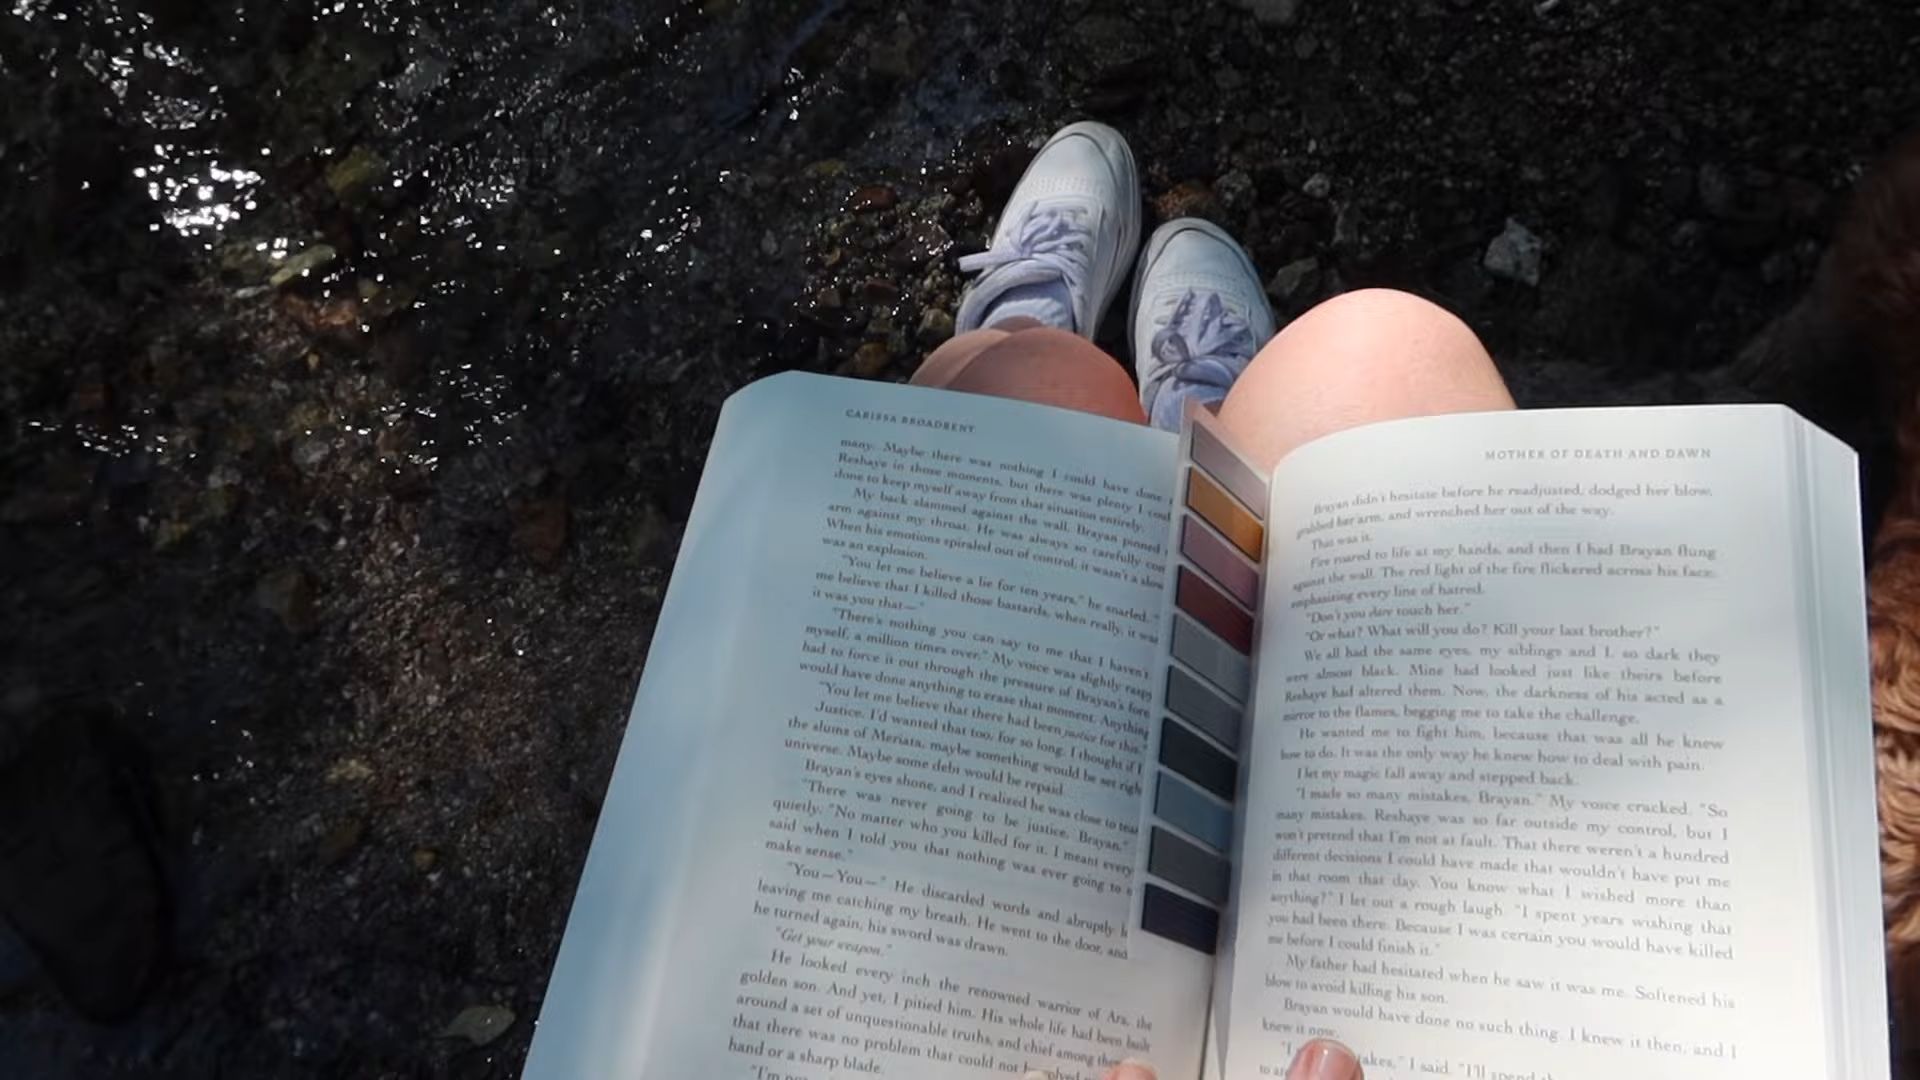 CARISSA BROADBENT
many. Maybe there was nothing I could have done
Reshaye in those moments, but there was plenty I
done to keep myself away from that situation entirely.
My back slammed against the wall. Brayan pinned
arm against my throat. He was always so carefully
When his emotions spiraled out of control, it wasn't a slow
was an explosion.
"You let me believe a lie for ten years," he snarled. "
me believe that I killed those bastards, when really, it was
it was you that—"
"There's nothing you can say to me that I haven't
myself, a million times over." My voice was slightly raspy
had to force it out through the pressure of Brayan's
would have done anything to erase that moment. Anything
"You let me believe that there had been justice for this."
Justice. I'd wanted that too, for so long. I thought if I
the slums of Meriata, maybe something would be set
universe. Maybe some debt would be repaid.
Brayan's eyes shone, and I realized he was close to
"There was never going to be justice, Brayan."
quietly. "No matter who you killed for it. I meant
said when I told you that nothing was ever going to
make sense."
"You—You—" He discarded words and abruptly
leaving me catching my breath. He went to the door, and
he turned again, his sword was drawn.
"Get your weapon."
He looked every inch the renowned warrior of Ara, the
golden son. And yet, I pitied him. His whole life had been built
around a set of unquestionable truths, and chief among
that there was no problem that could not
hand or a sharp blade.
"I'm
MOTHER OF DEATH AND DAWN
Brayan didn't hesitate before he readjusted, dodged her blow,
grabbed her arm, and wrenched her out of the way.
That was it.
Fire roared to life at my hands, and then I had Brayan flung
against the wall. The red light of the fire flickered across his face,
emphasizing every line of hatred.
"Don't you dare touch her."
"Or what? What will you do? Kill your last brother?"
We all had the same eyes, my siblings and I, so dark they
were almost black. Mine had looked just like theirs before
Reshaye had altered them. Now, the darkness of his acted as a
mirror to the flames, begging me to take the challenge.
He wanted me to fight him, because that was all he knew
how to do. It was the only way he knew how to deal with pain.
I let my magic fall away and stepped back.
"I made so many mistakes, Brayan." My voice cracked. "So
many mistakes. Reshaye was so far outside my control, but I
won't pretend that I'm not at fault. That there weren't a hundred
different decisions I could have made that wouldn't have put me
in that room that day. You know what I wished more than
anything?" I let out a rough laugh. "I spent years wishing that
you had been there. Because I was certain you would have killed
me before I could finish it."
My father had hesitated when he saw it was me. Softened his
blow to avoid killing his son.
Brayan would have done no such thing. I knew it then, and I
knew it now.
"I said. "I'll spend